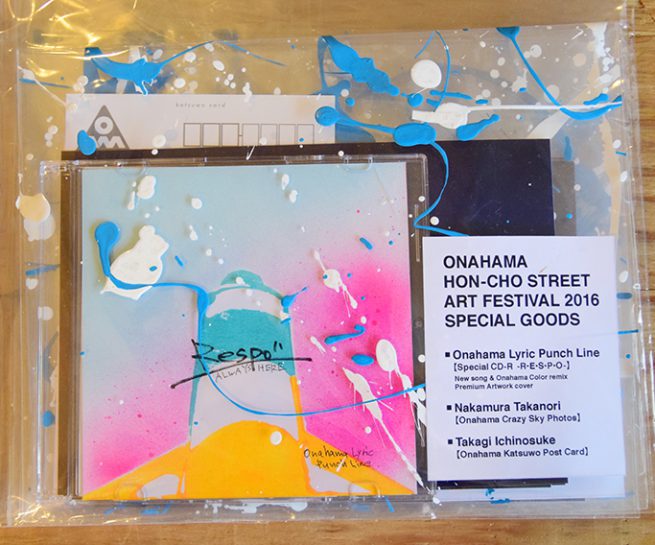 katsuwo card
OM
Respo"
ALWAYS HERE
Onahama Lyric
Punch Line
ONAHAMA
HON-CHO STREET
ART FESTIVAL 2016
SPECIAL GOODS
■ Onahama Lyric Punch Line
【Special CD-R -R-E-S-P-O-】
New song & Onahama Color remix
Premium Artwork cover
■ Nakamura Takanori
【Onahama Crazy Sky Photos】
■ Takagi Ichinosuke
【Onahama Katsuwo Post Card】